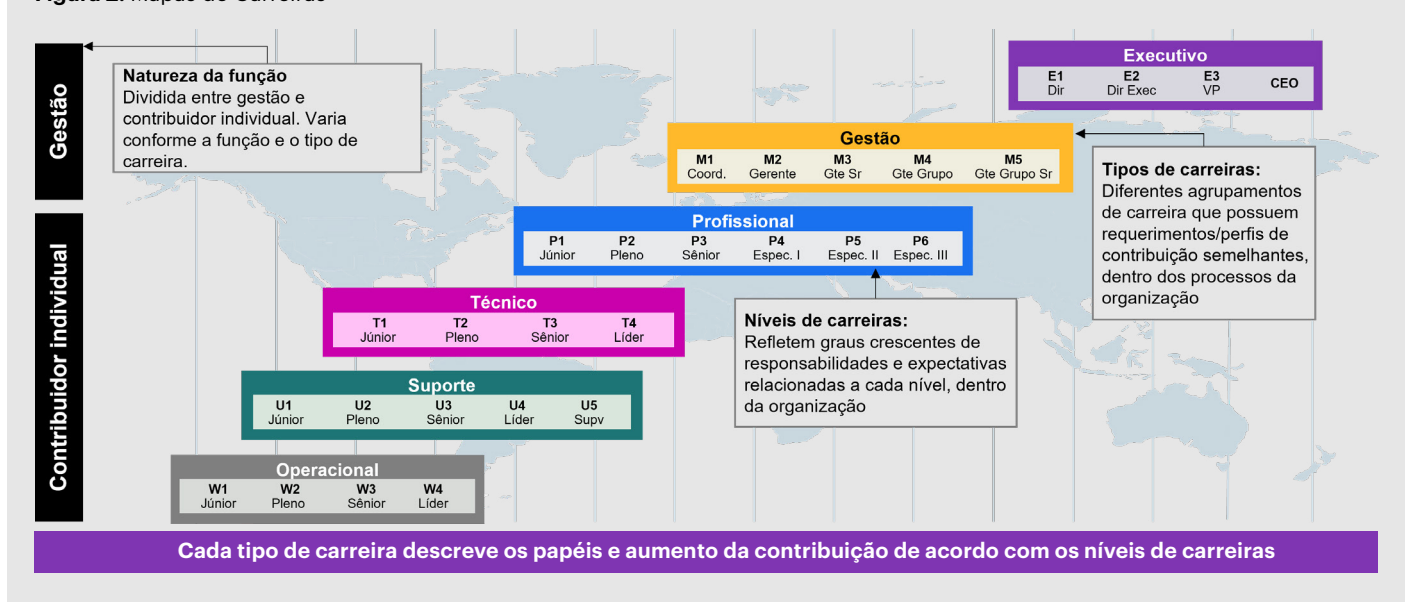 Figura 2. Mapas de Carreiras
Gestão
Natureza da função
Dividida entre gestão e
contribuidor individual. Varia
conforme a função e o tipo de
carreira.
Executivo
E1 E2 E3 CEO
Dir Dir Exec VP
Gestão
M1 M2 M3 M4 M5
Coord. Gerente Gte Sr Gte Grupo Gte Grupo Sr
Tipos de carreiras:
Diferentes agrupamentos
de carreira que possuem
requerimentos/perfis de
contribuição semelhantes,
dentro dos processos da
organização
Contribuidor individual
Profissional
P1 P2 P3 P4 P5 P6
Júnior Pleno Sênior Espec. I Espec. II Espec. III
Técnico
T1 T2 T3 T4
Júnior Pleno Sênior Líder
Níveis de carreiras:
Refletem graus crescentes de
responsabilidades e expectativas
relacionadas a cada nível, dentro
da organização
Suporte
U1 U2 U3 U4 U5
Júnior Pleno Sênior Líder Supv
Operacional
W1 W2 W3 W4
Júnior Pleno Sênior Líder
Cada tipo de carreira descreve os papéis e aumento da contribuição de acordo com os níveis de carreiras